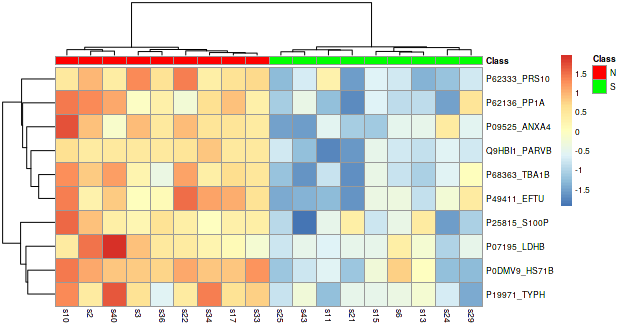 Class
P62333_PRS10
P62136_PP1A
P09525_ANXA4
Q9HBI1_PARVB
P68363_TBA1B
P49411_EFTU
P25815_S100P
P07195_LDHB
P0DMV9_HS71B
P19971_TYPH
s10 s2 s40 s3 s36 s22 s34 s17 s33 s25 s43 s11 s21 s15 s6 s13 s24 s29
1.5
1
0.5
0
-0.5
-1
-1.5
Class
N
S